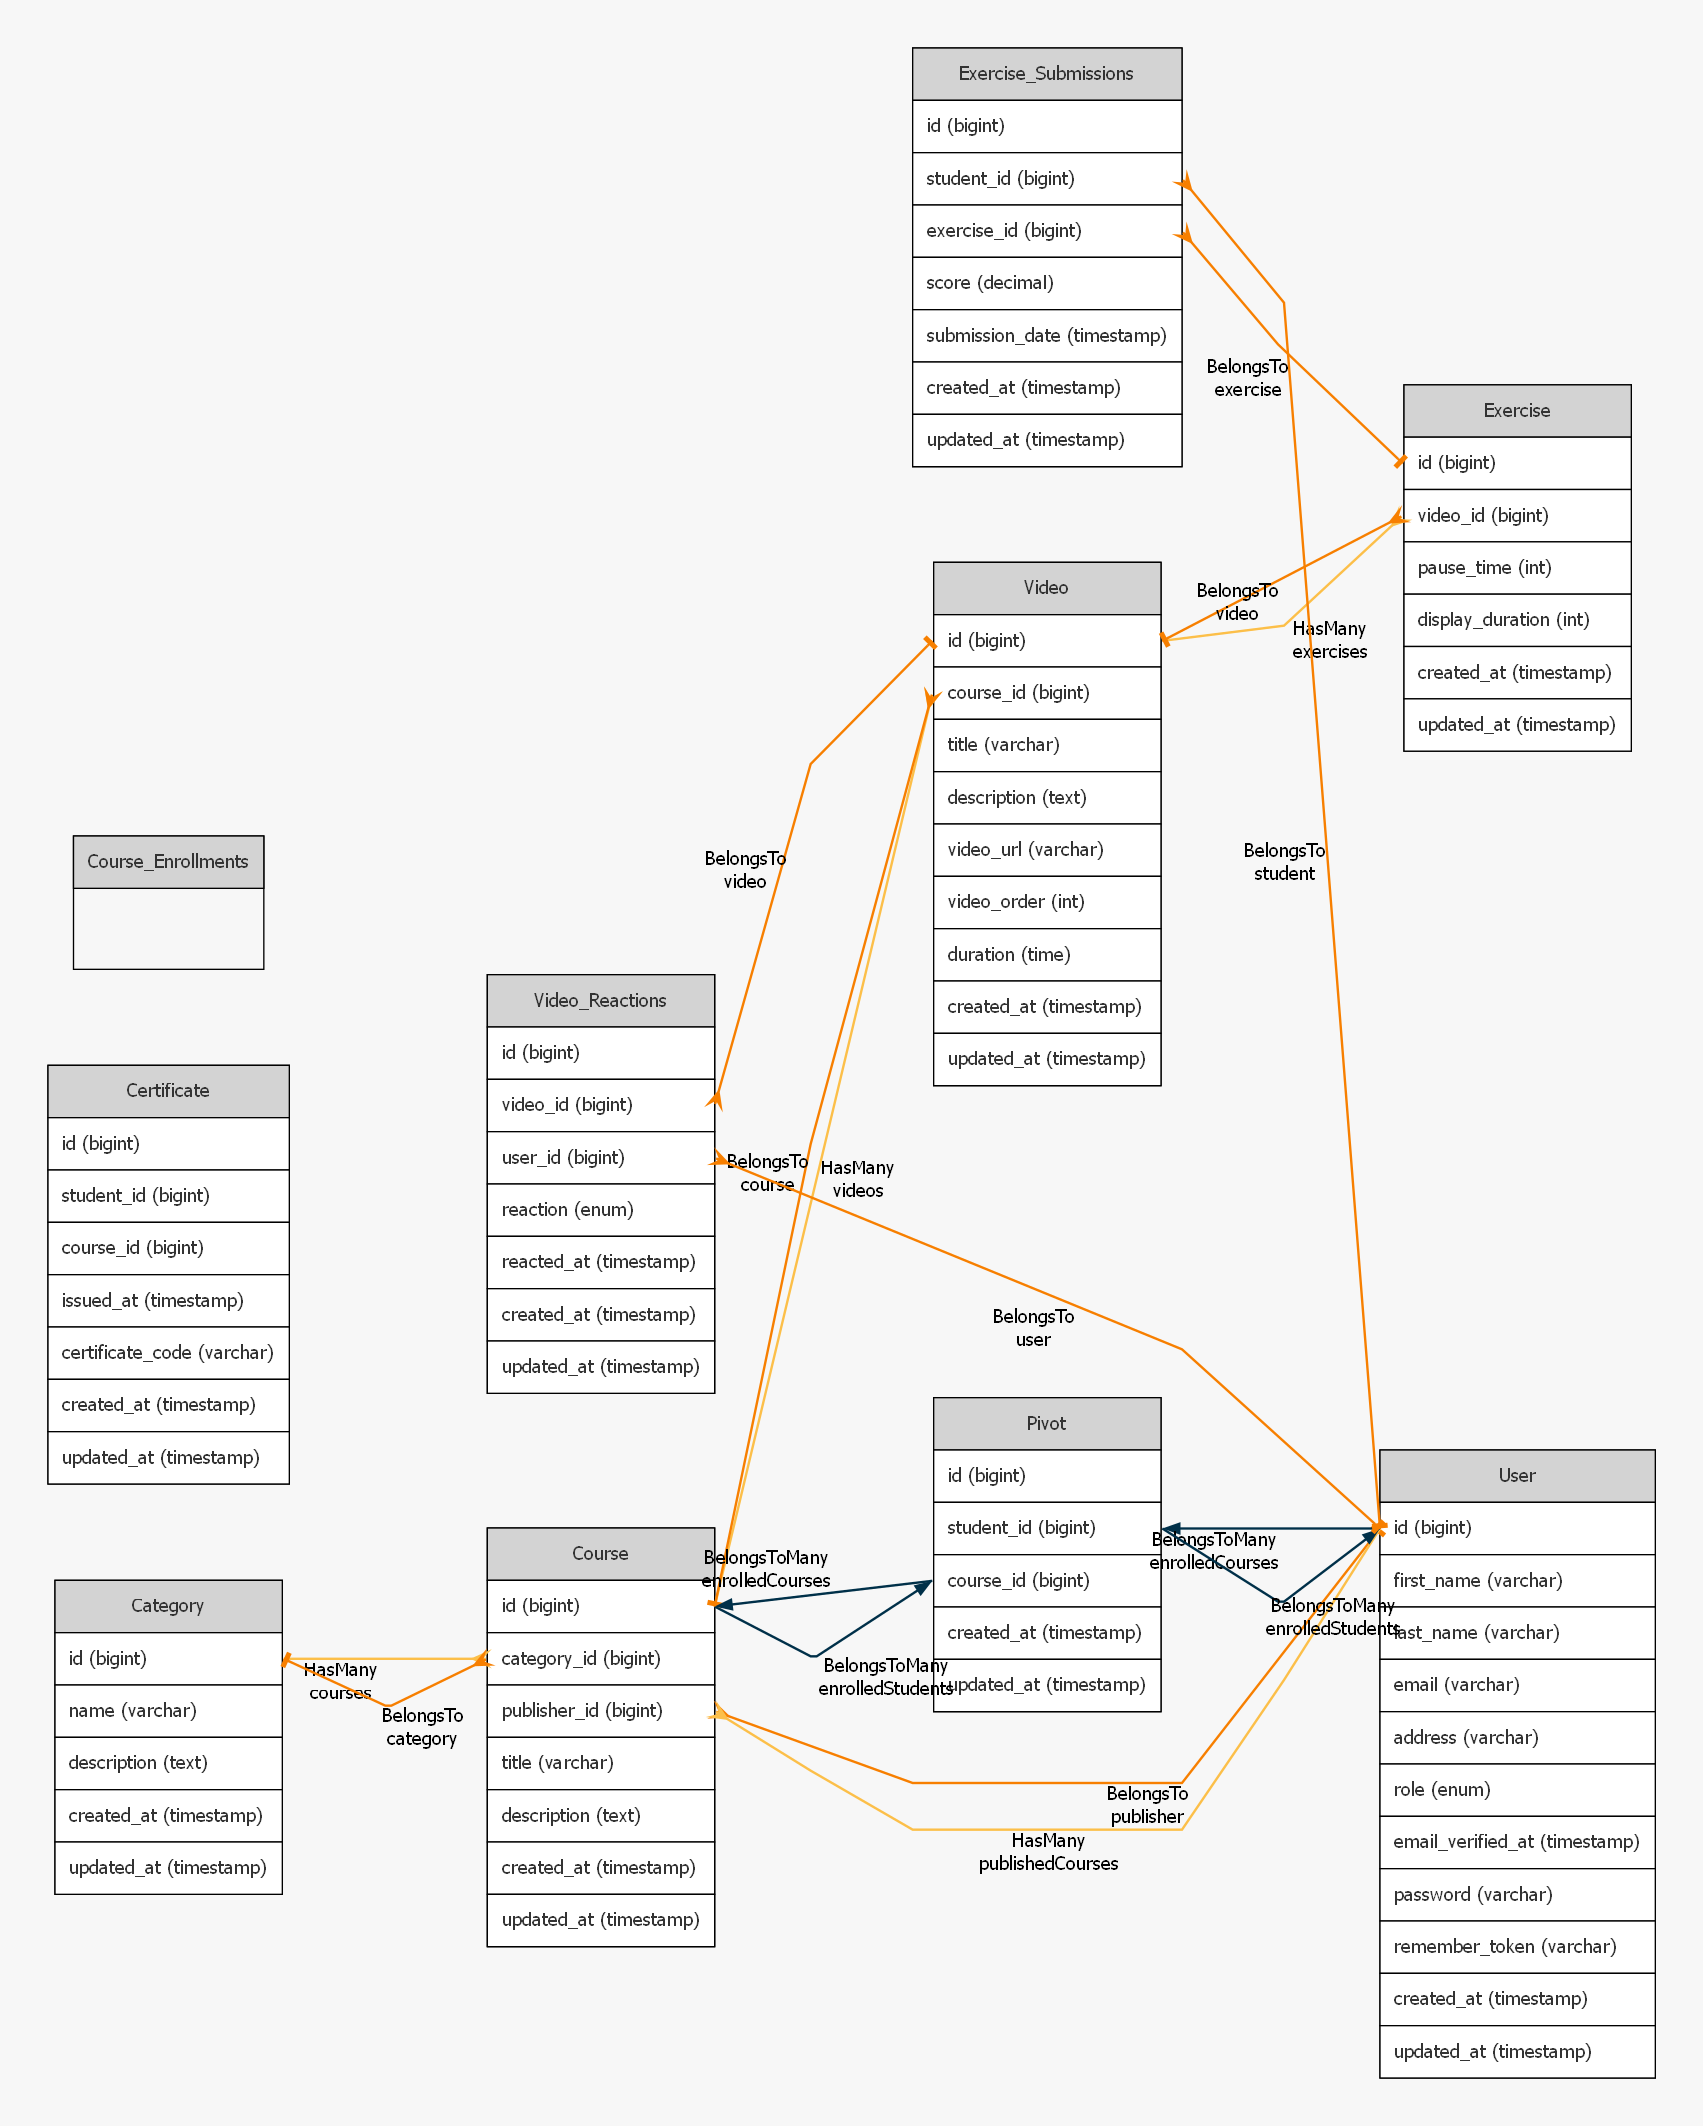 Exercise_Submissions
id (bigint)
student_id (bigint)
exercise_id (bigint)
score (decimal)
submission_date (timestamp)
created_at (timestamp)
updated_at (timestamp)
BelongsTo
exercise
Exercise
id (bigint)
video_id (bigint)
pause_time (int)
display_duration (int)
created_at (timestamp)
updated_at (timestamp)
Video
id (bigint)
course_id (bigint)
title (varchar)
description (text)
video_url (varchar)
video_order (int)
duration (time)
created_at (timestamp)
updated_at (timestamp)
BelongsTo
video
HasMany
exercises
BelongsTo
video
BelongsTo
student
Course_Enrollments
Video_Reactions
id (bigint)
video_id (bigint)
user_id (bigint)
reaction (enum)
reacted_at (timestamp)
created_at (timestamp)
updated_at (timestamp)
Certificate
id (bigint)
student_id (bigint)
course_id (bigint)
issued_at (timestamp)
certificate_code (varchar)
created_at (timestamp)
updated_at (timestamp)
BelongsTo
course
HasMany
videos
BelongsTo
user
Pivot
id (bigint)
student_id (bigint)
course_id (bigint)
created_at (timestamp)
updated_at (timestamp)
User
id (bigint)
first_name (varchar)
last_name (varchar)
email (varchar)
address (varchar)
role (enum)
email_verified_at (timestamp)
password (varchar)
remember_token (varchar)
created_at (timestamp)
updated_at (timestamp)
BelongsToMany
enrolledCourses
BelongsToMany
enrolledStudents
Course
id (bigint)
category_id (bigint)
publisher_id (bigint)
title (varchar)
description (text)
created_at (timestamp)
updated_at (timestamp)
BelongsToMany
enrolledCourses
BelongsToMany
enrolledStudents
Category
id (bigint)
name (varchar)
description (text)
created_at (timestamp)
updated_at (timestamp)
HasMany
courses
BelongsTo
category
BelongsTo
publisher
HasMany
publishedCourses